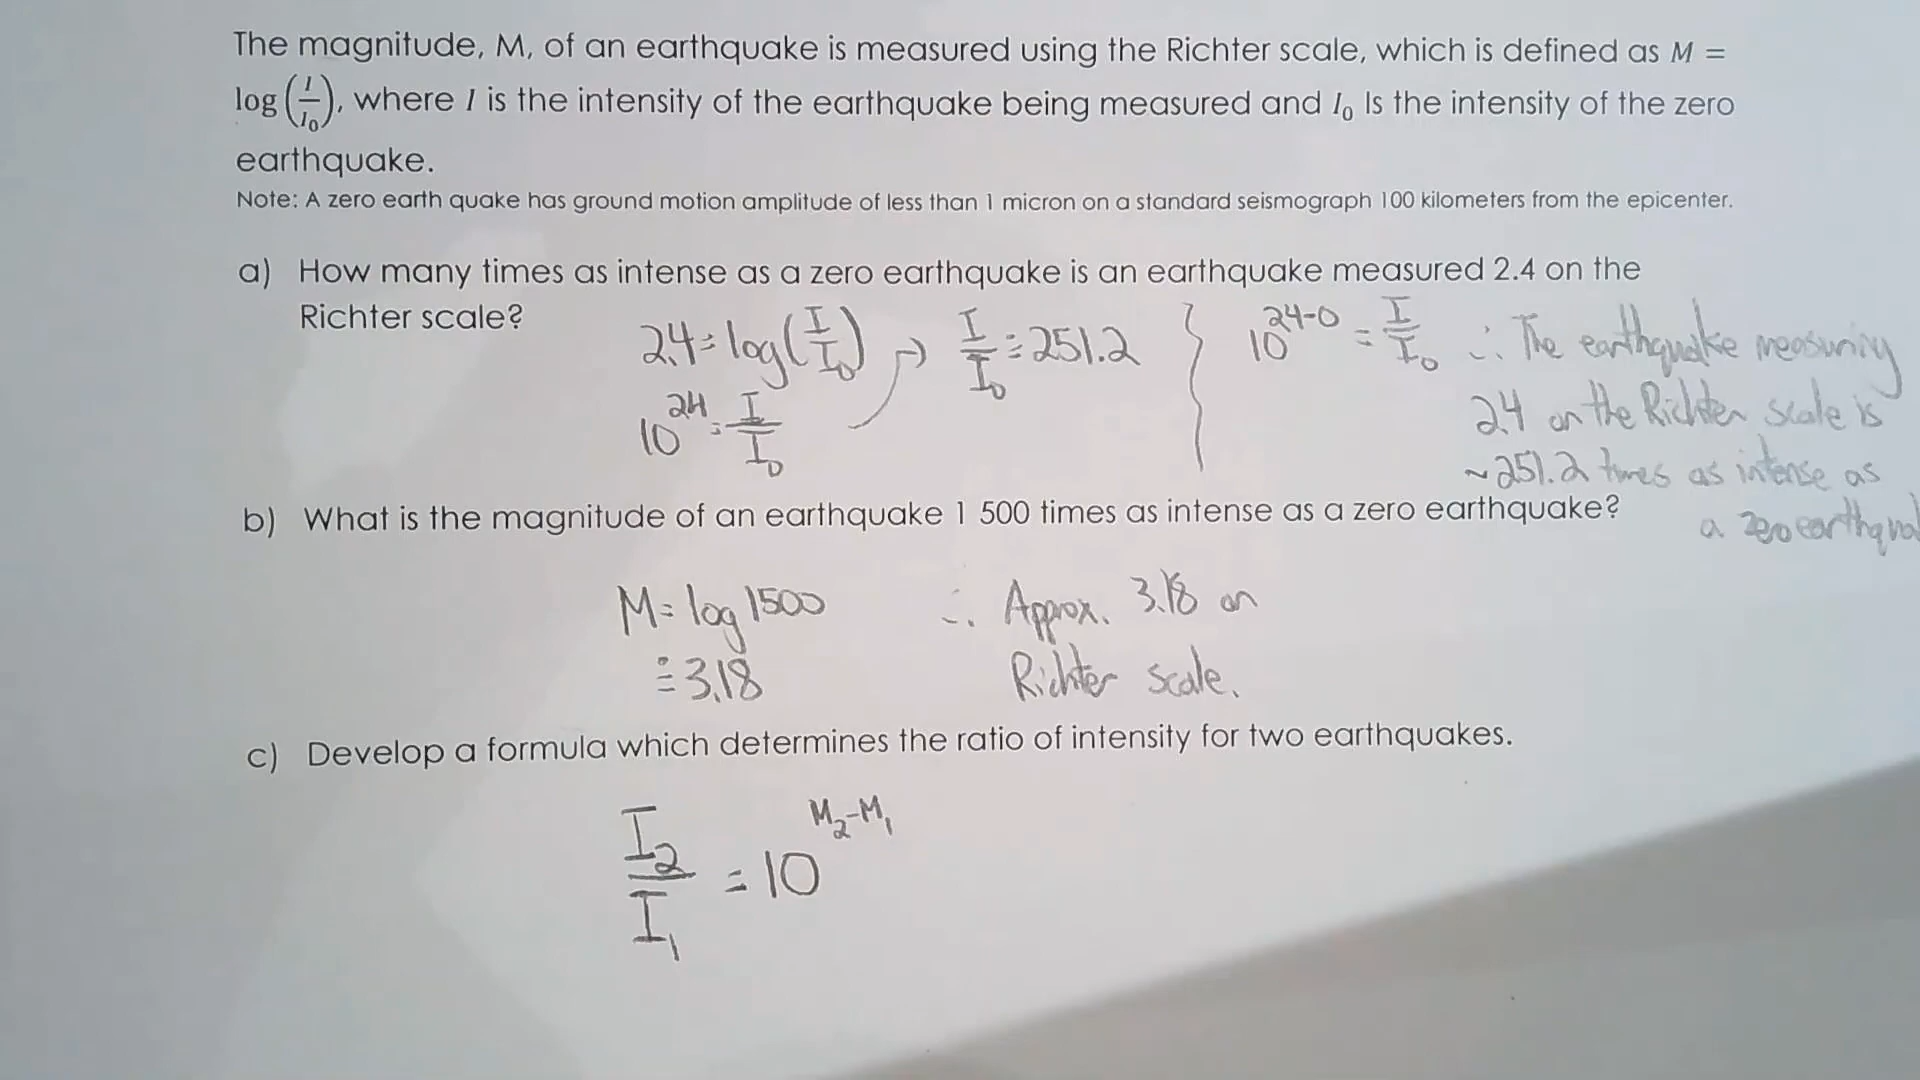 The magnitude, M, of an earthquake is measured using the Richter scale, which is defined as M =
log(I/I₀), where I is the intensity of the earthquake being measured and I₀ Is the intensity of the zero
earthquake.
Note: A zero earth quake has ground motion amplitude of less than 1 micron on a standard seismograph 100 kilometers from the epicenter.
a) How many times as intense as a zero earthquake is an earthquake measured 2.4 on the
Richter scale?
2.4 = log(I/I₀) → I/I₀ ≐ 251.2
10^2.4 = I/I₀
10^(2.4-0) = I/I₀
∴ The earthquake measuring
2.4 on the Richter scale is
~251.2 times as intense as
a zero earthqua
b) What is the magnitude of an earthquake 1 500 times as intense as a zero earthquake?
M = log 1500
≐ 3.18
∴ Approx. 3.18 on
Richter scale.
c) Develop a formula which determines the ratio of intensity for two earthquakes.
I₂/I₁ = 10^(M₂-M₁)